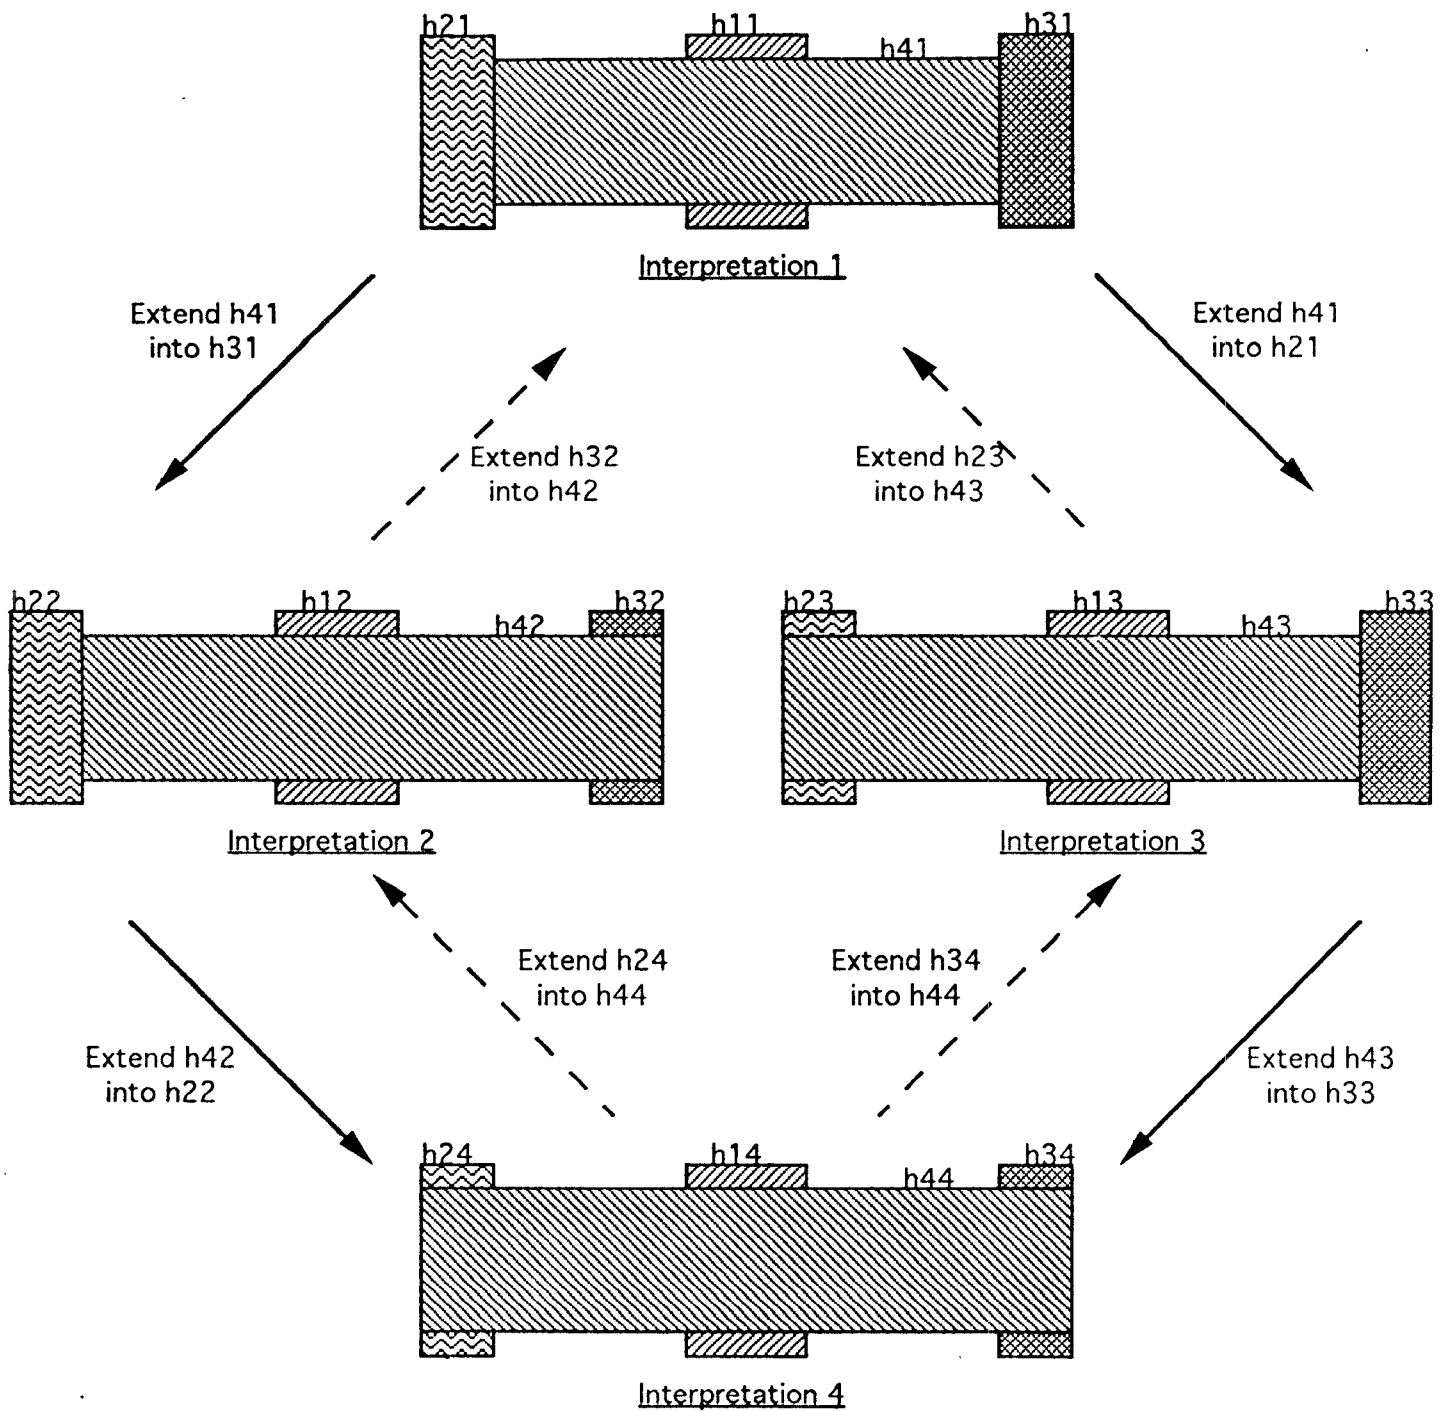 h21
h11
h41
h31
Interpretation 1
Extend h41
into h31
Extend h41
into h21
Extend h32
into h42
Extend h23
into h43
h22
h12
h42
h32
h23
h13
h43
h33
Interpretation 2
Interpretation 3
Extend h24
into h44
Extend h34
into h44
Extend h42
into h22
Extend h43
into h33
h24
h14
h44
h34
Interpretation 4